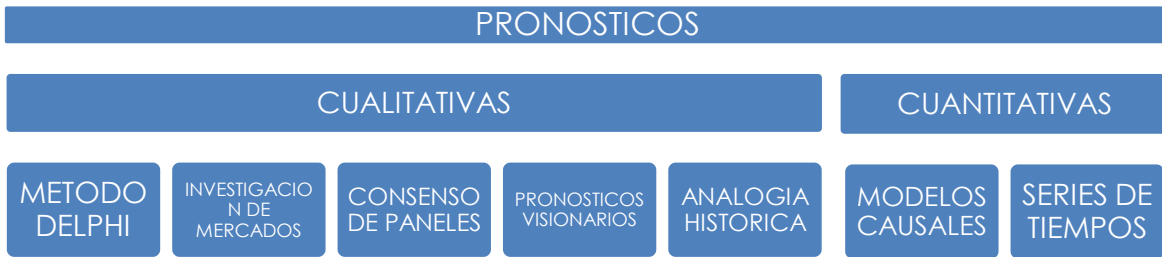 PRONOSTICOS
CUALITATIVAS
CUANTITATIVAS
METODO
DELPHI
INVESTIGACIO
N DE
MERCADOS
CONSENSO
DE PANELES
PRONOSTICOS
VISIONARIOS
ANALOGIA
HISTORICA
MODELOS
CAUSALES
SERIES DE
TIEMPOS